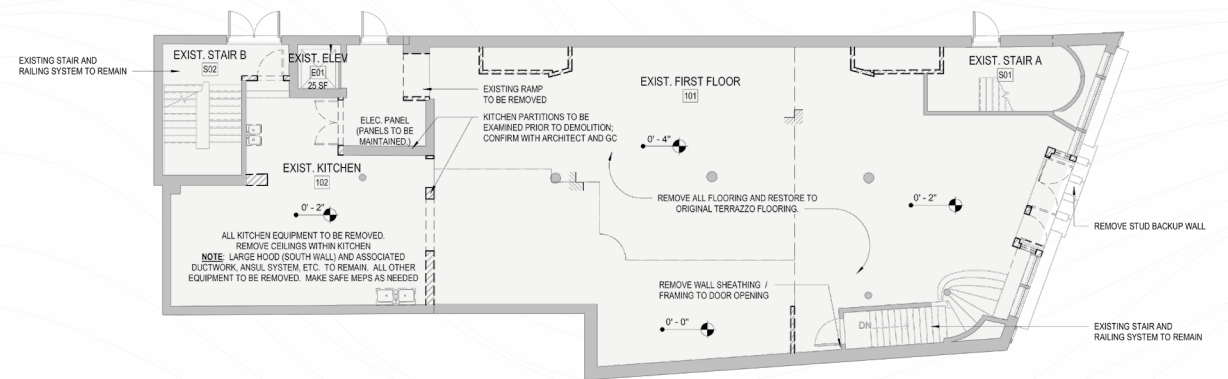 EXISTING STAIR AND
RAILING SYSTEM TO REMAIN
EXIST. STAIR B
S02
EXIST. ELEV
E01
25 SF
ELEC. PANEL
(PANELS TO BE
MAINTAINED.)
EXISTING RAMP
TO BE REMOVED
KITCHEN PARTITIONS TO BE
EXAMINED PRIOR TO DEMOLITION;
CONFIRM WITH ARCHITECT AND GC
EXIST. FIRST FLOOR
101
0' - 4"
EXIST. STAIR A
S01
EXIST. KITCHEN
102
0' - 2"
ALL KITCHEN EQUIPMENT TO BE REMOVED.
REMOVE CEILINGS WITHIN KITCHEN
NOTE: LARGE HOOD (SOUTH WALL) AND ASSOCIATED
DUCTWORK, ANSUL SYSTEM, ETC. TO REMAIN. ALL OTHER
EQUIPMENT TO BE REMOVED. MAKE SAFE MEPS AS NEEDED
REMOVE ALL FLOORING AND RESTORE TO
ORIGINAL TERRAZZO FLOORING.
0' - 2"
REMOVE STUD BACKUP WALL
REMOVE WALL SHEATHING /
FRAMING TO DOOR OPENING
0' - 0"
DN
EXISTING STAIR AND
RAILING SYSTEM TO REMAIN